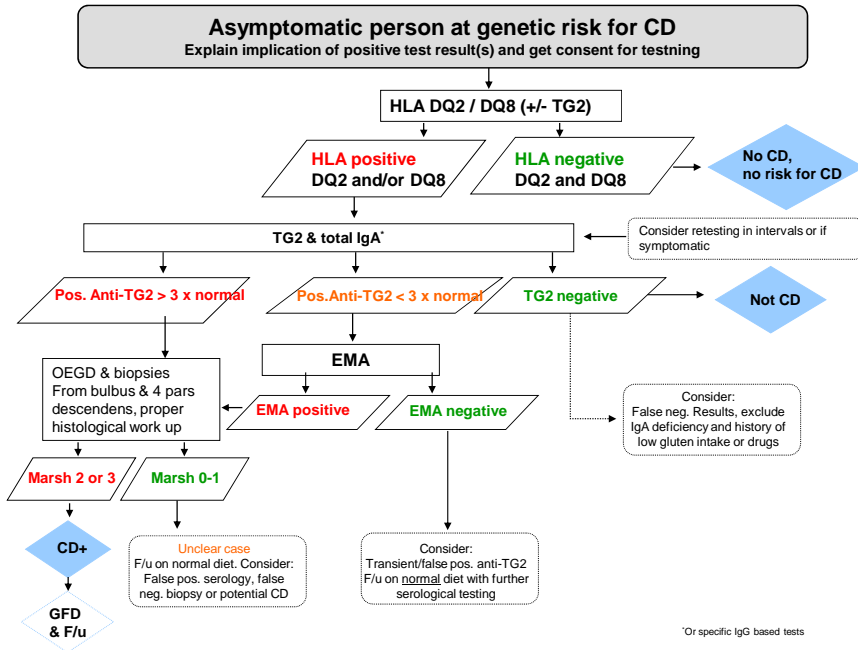 Asymptomatic person at genetic risk for CD
Explain implication of positive test result(s) and get consent for testning
HLA DQ2 / DQ8 (+/- TG2)
HLA positive
DQ2 and/or DQ8
HLA negative
DQ2 and DQ8
No CD,
no risk for CD
TG2 & total IgA*
Consider retesting in intervals or if
symptomatic
Pos. Anti-TG2 > 3 x normal
Pos.Anti-TG2 < 3 x normal
TG2 negative
Not CD
EMA
OEGD & biopsies
From bulbus & 4 pars
descendens, proper
histological work up
EMA positive
EMA negative
Consider:
False neg. Results, exclude
IgA deficiency and history of
low gluten intake or drugs
Marsh 2 or 3
Marsh 0-1
CD+
Unclear case
F/u on normal diet. Consider:
False pos. serology, false
neg. biopsy or potential CD
Consider:
Transient/false pos. anti-TG2
F/u on normal diet with further
serological testing
GFD
& F/u
*Or specific IgG based tests